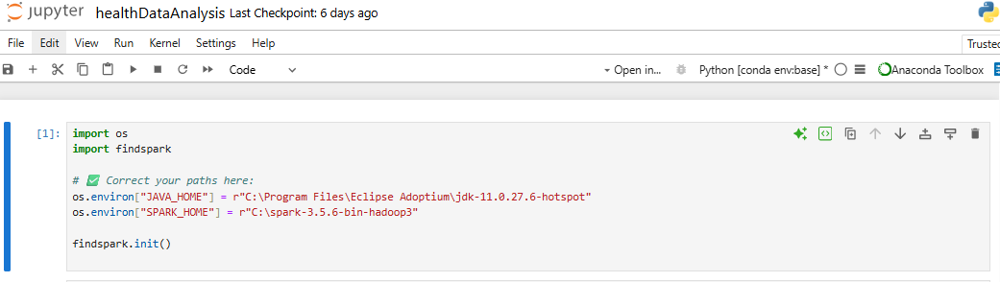 jupyter healthDataAnalysis Last Checkpoint: 6 days ago
File Edit View Run Kernel Settings Help Trusted
Code Open in... Python [conda env:base] * Anaconda Toolbox
[1]: import os
import findspark
# ✅ Correct your paths here:
os.environ["JAVA_HOME"] = r"C:\Program Files\Eclipse Adoptium\jdk-11.0.27.6-hotspot"
os.environ["SPARK_HOME"] = r"C:\spark-3.5.6-bin-hadoop3"
findspark.init()